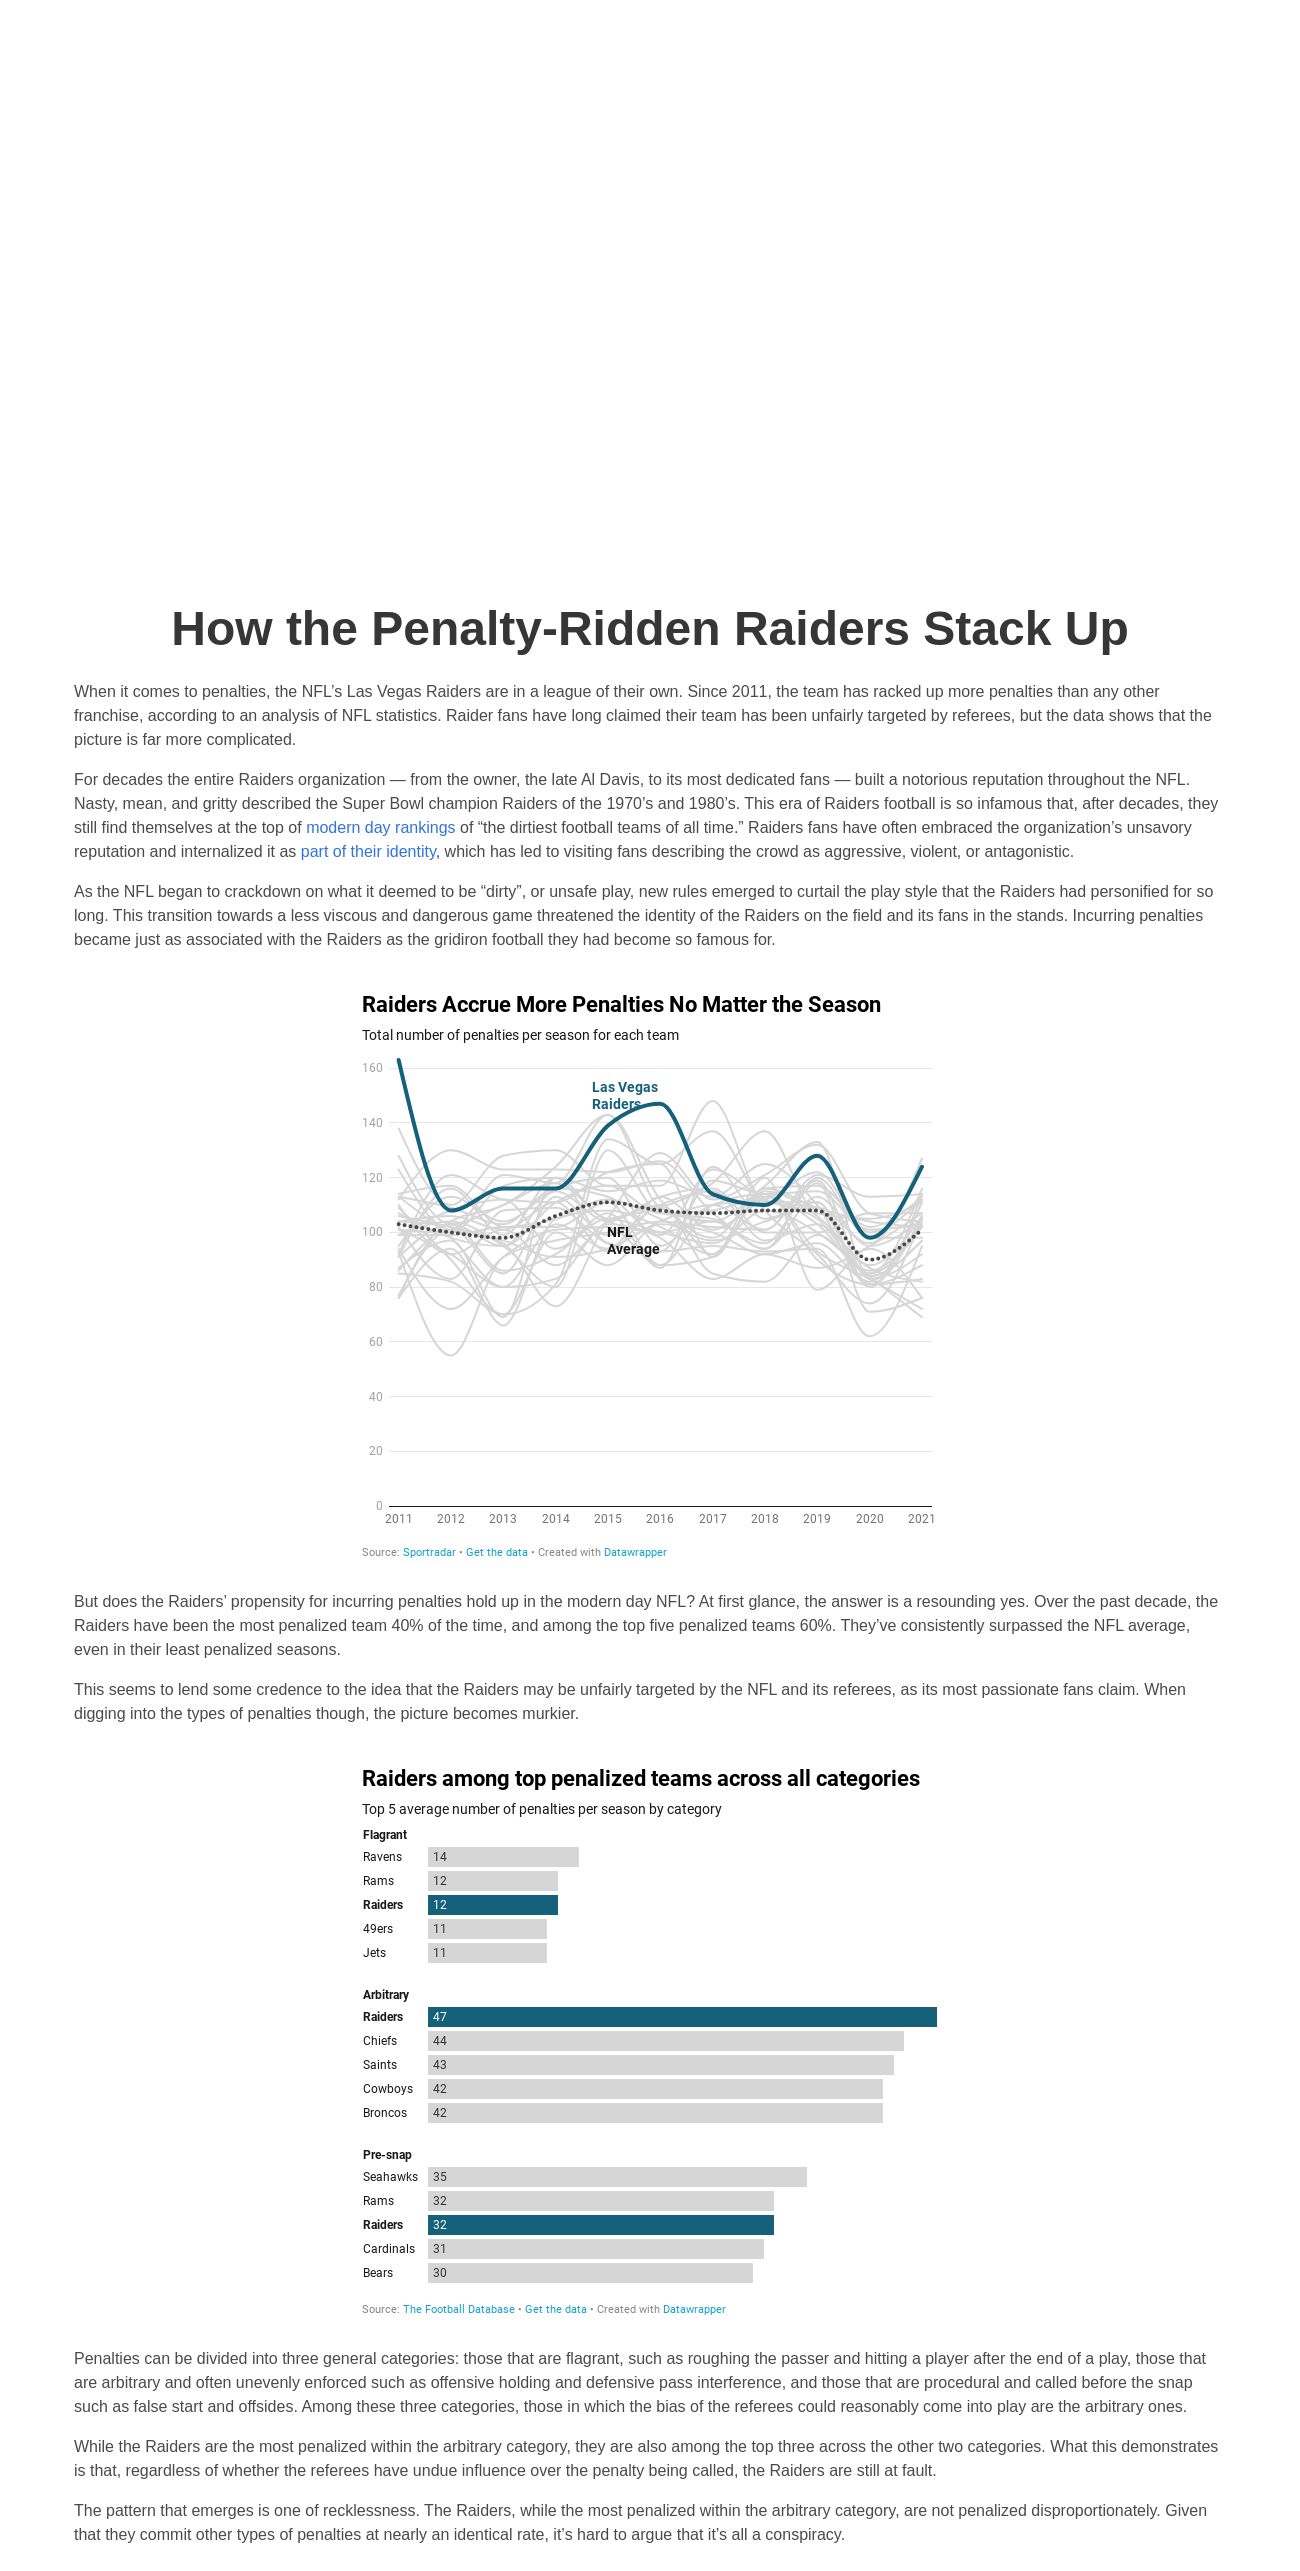 How the Penalty-Ridden Raiders Stack Up
When it comes to penalties, the NFL’s Las Vegas Raiders are in a league of their own. Since 2011, the team has racked up more penalties than any other
franchise, according to an analysis of NFL statistics. Raider fans have long claimed their team has been unfairly targeted by referees, but the data shows that the
picture is far more complicated.
For decades the entire Raiders organization — from the owner, the late Al Davis, to its most dedicated fans — built a notorious reputation throughout the NFL.
Nasty, mean, and gritty described the Super Bowl champion Raiders of the 1970’s and 1980’s. This era of Raiders football is so infamous that, after decades, they
still find themselves at the top of modern day rankings of “the dirtiest football teams of all time.” Raiders fans have often embraced the organization’s unsavory
reputation and internalized it as part of their identity, which has led to visiting fans describing the crowd as aggressive, violent, or antagonistic.
As the NFL began to crackdown on what it deemed to be “dirty”, or unsafe play, new rules emerged to curtail the play style that the Raiders had personified for so
long. This transition towards a less viscous and dangerous game threatened the identity of the Raiders on the field and its fans in the stands. Incurring penalties
became just as associated with the Raiders as the gridiron football they had become so famous for.
Raiders Accrue More Penalties No Matter the Season
Total number of penalties per season for each team
160
Las Vegas
Raiders
140
120
100
NFL
Average
80
60
40
20
0
2011 2012 2013 2014 2015 2016 2017 2018 2019 2020 2021
Source: Sportradar • Get the data • Created with Datawrapper
But does the Raiders’ propensity for incurring penalties hold up in the modern day NFL? At first glance, the answer is a resounding yes. Over the past decade, the
Raiders have been the most penalized team 40% of the time, and among the top five penalized teams 60%. They’ve consistently surpassed the NFL average,
even in their least penalized seasons.
This seems to lend some credence to the idea that the Raiders may be unfairly targeted by the NFL and its referees, as its most passionate fans claim. When
digging into the types of penalties though, the picture becomes murkier.
Raiders among top penalized teams across all categories
Top 5 average number of penalties per season by category
Flagrant
Ravens 14
Rams 12
Raiders 12
49ers 11
Jets 11
Arbitrary
Raiders 47
Chiefs 44
Saints 43
Cowboys 42
Broncos 42
Pre-snap
Seahawks 35
Rams 32
Raiders 32
Cardinals 31
Bears 30
Source: The Football Database • Get the data • Created with Datawrapper
Penalties can be divided into three general categories: those that are flagrant, such as roughing the passer and hitting a player after the end of a play, those that
are arbitrary and often unevenly enforced such as offensive holding and defensive pass interference, and those that are procedural and called before the snap
such as false start and offsides. Among these three categories, those in which the bias of the referees could reasonably come into play are the arbitrary ones.
While the Raiders are the most penalized within the arbitrary category, they are also among the top three across the other two categories. What this demonstrates
is that, regardless of whether the referees have undue influence over the penalty being called, the Raiders are still at fault.
The pattern that emerges is one of recklessness. The Raiders, while the most penalized within the arbitrary category, are not penalized disproportionately. Given
that they commit other types of penalties at nearly an identical rate, it’s hard to argue that it’s all a conspiracy.